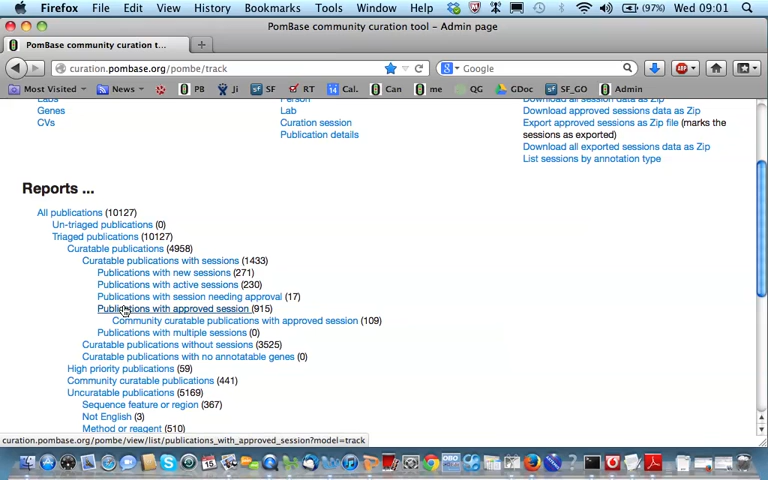 Firefox File Edit View History Bookmarks Tools Window Help (97%) Wed 09:01
PomBase community curation tool - Admin page
PomBase community curation t...
curation.pombase.org/pombe/track
Google
Most Visited News PB Ji SF RT Cal. Can me QG GDoc SF_GO Admin
Labs Person Download all session data as Zip
Genes Lab Download approved sessions data as Zip
CVs Curation session Export approved sessions as Zip file (marks the
Publication details sessions as exported)
Download all exported sessions data as Zip
List sessions by annotation type
Reports ...
All publications (10127)
Un-triaged publications (0)
Triaged publications (10127)
Curatable publications (4958)
Curatable publications with sessions (1433)
Publications with new sessions (271)
Publications with active sessions (230)
Publications with session needing approval (17)
Publications with approved session (915)
Community curatable publications with approved session (109)
Publications with multiple sessions (0)
Curatable publications without sessions (3525)
Curatable publications with no annotatable genes (0)
High priority publications (59)
Community curatable publications (441)
Uncuratable publications (5169)
Sequence feature or region (367)
Not English (3)
Method or reagent (510)
curation.pombase.org/pombe/view/list/publications_with_approved_session?model=track